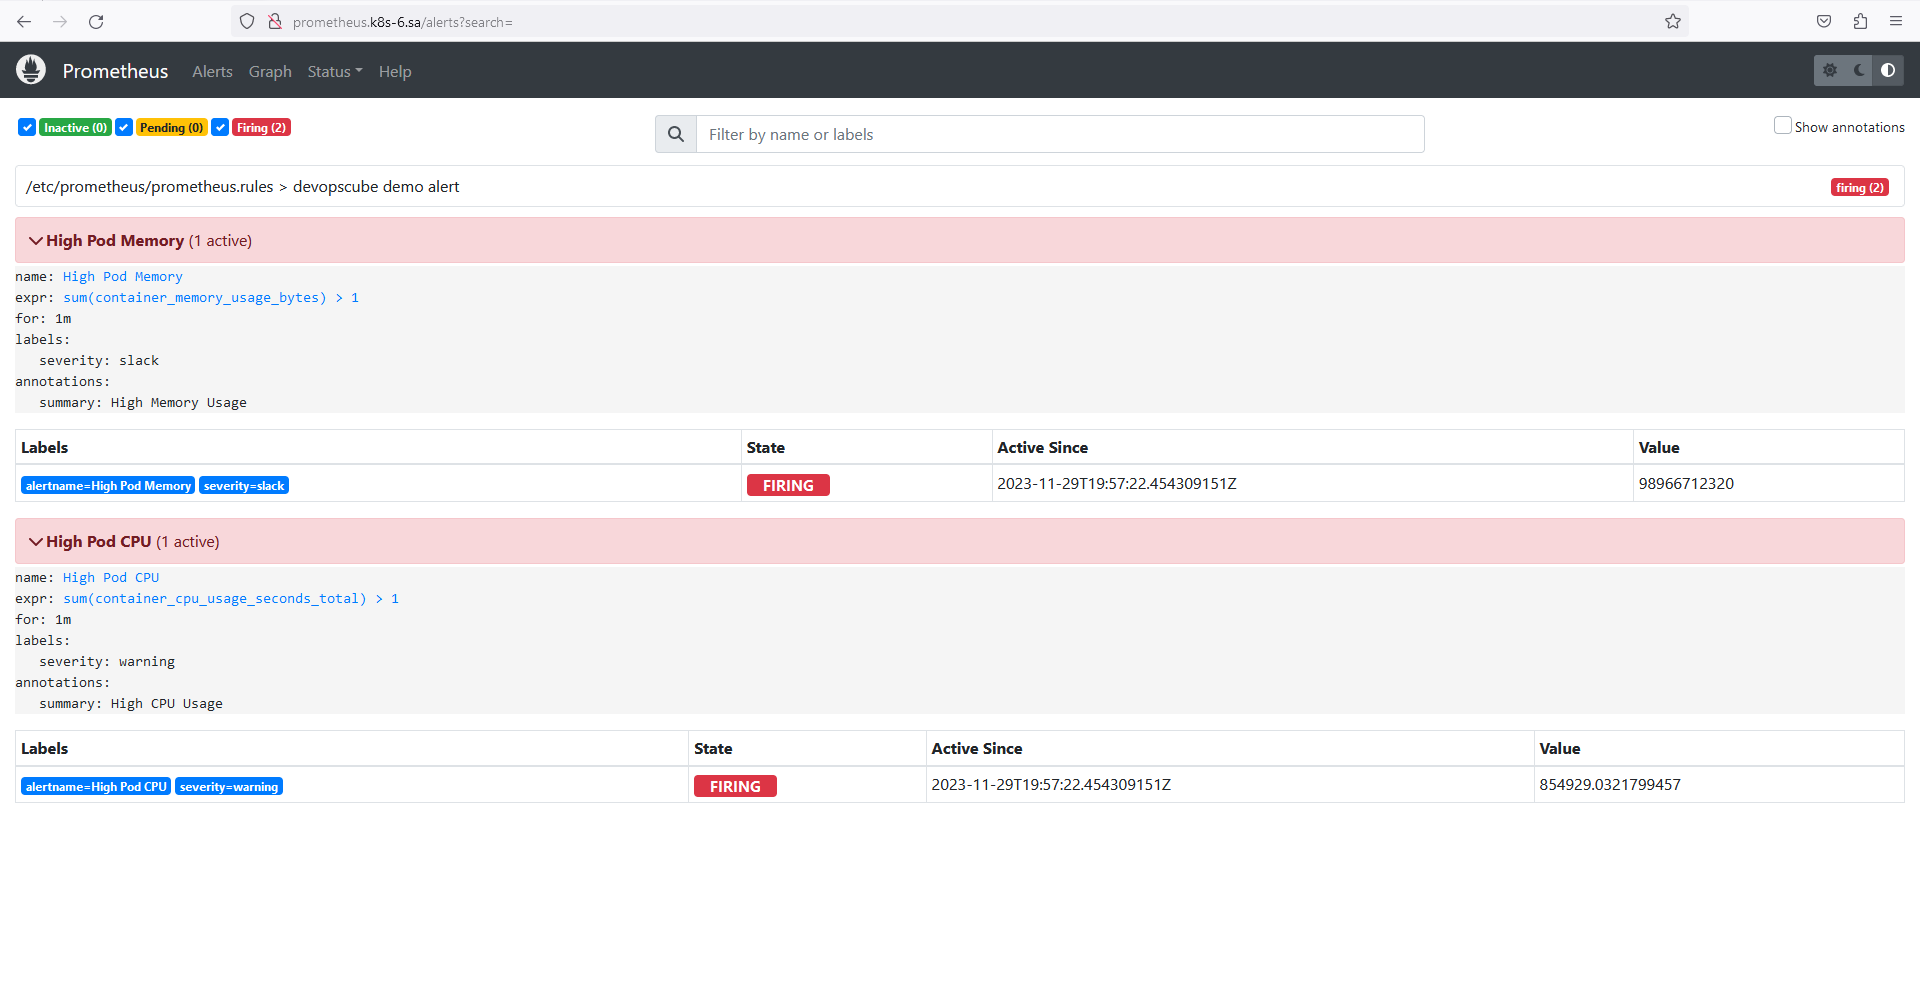 prometheus.k8s-6.sa/alerts?search=
Prometheus Alerts Graph Status Help
Inactive (0) Pending (0) Firing (2)
Filter by name or labels
Show annotations
/etc/prometheus/prometheus.rules > devopscube demo alert
firing (2)
High Pod Memory (1 active)
name: High Pod Memory
expr: sum(container_memory_usage_bytes) > 1
for: 1m
labels:
severity: slack
annotations:
summary: High Memory Usage
Labels State Active Since Value
alertname=High Pod Memory severity=slack FIRING 2023-11-29T19:57:22.454309151Z 98966712320
High Pod CPU (1 active)
name: High Pod CPU
expr: sum(container_cpu_usage_seconds_total) > 1
for: 1m
labels:
severity: warning
annotations:
summary: High CPU Usage
Labels State Active Since Value
alertname=High Pod CPU severity=warning FIRING 2023-11-29T19:57:22.454309151Z 854929.0321799457